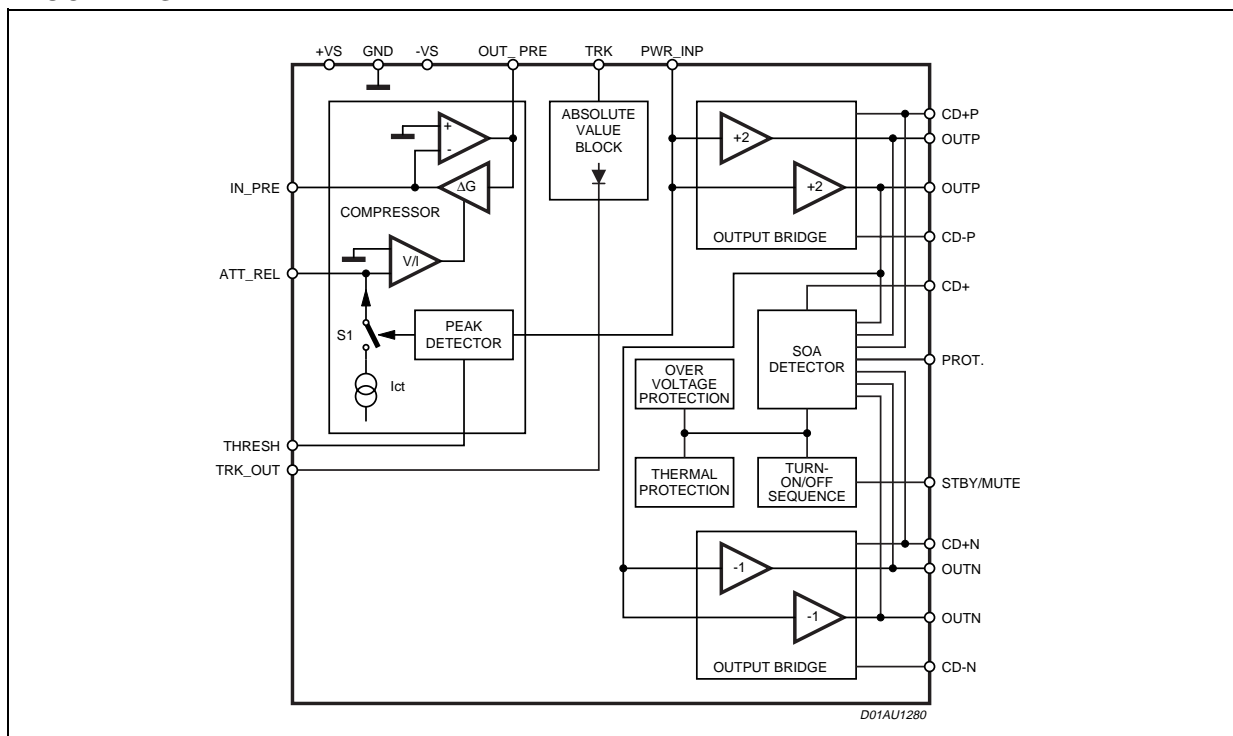 +VS GND -VS OUT_ PRE TRK PWR_INP
+
-
ΔG
COMPRESSOR
V/I
IN_PRE
ATT_REL
S1
Ict
PEAK
DETECTOR
THRESH
TRK_OUT
ABSOLUTE
VALUE
BLOCK
+2
+2
OUTPUT BRIDGE
CD+P
OUTP
OUTP
CD-P
CD+
SOA
DETECTOR
PROT.
OVER
VOLTAGE
PROTECTION
THERMAL
PROTECTION
TURN-
ON/OFF
SEQUENCE
STBY/MUTE
-1
-1
OUTPUT BRIDGE
CD+N
OUTN
OUTN
CD-N
D01AU1280